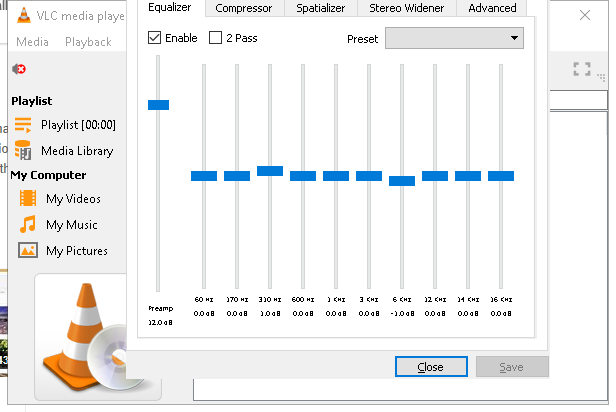 VLC media playe
Media Playback
Playlist
Playlist [00:00]
Media Library
My Computer
My Videos
My Music
My Pictures
Equalizer Compressor Spatializer Stereo Widener Advanced
Enable 2 Pass Preset
60 Hz 170 Hz 310 Hz 600 Hz 1 KHz 3 KHz 6 KHz 12 KHz 14 KHz 16 KHz
Preamp 0.0 dB 0.0 dB 1.0 dB 0.0 dB 0.0 dB 0.0 dB -1.0 dB 0.0 dB 0.0 dB 0.0 dB
12.0 dB
Close Save